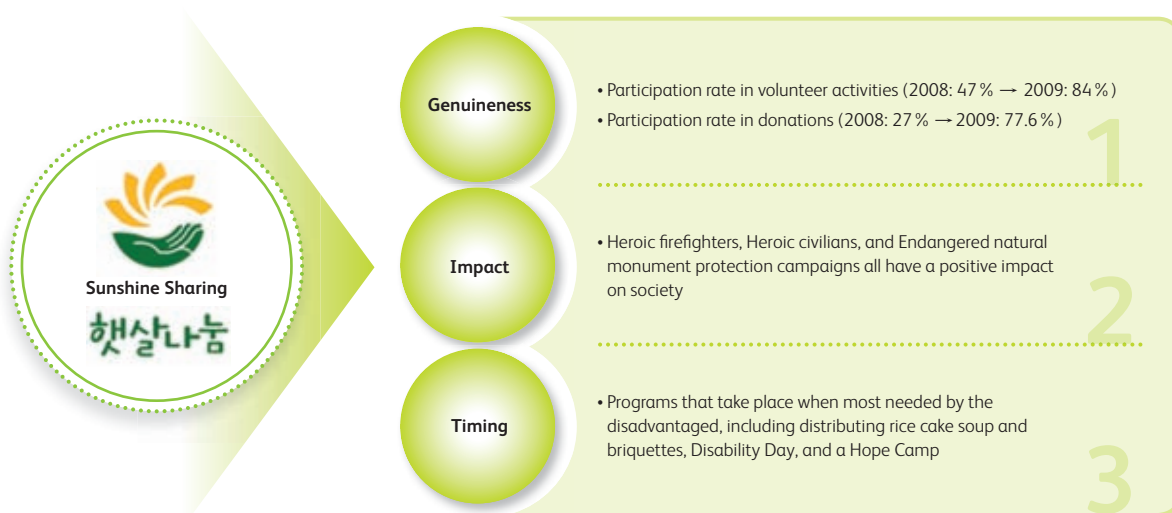 Sunshine Sharing
햇살나눔
Genuineness
• Participation rate in volunteer activities (2008: 47 % → 2009: 84 %)
• Participation rate in donations (2008: 27 % → 2009: 77.6 %)
1
Impact
• Heroic firefighters, Heroic civilians, and Endangered natural
monument protection campaigns all have a positive impact
on society
2
Timing
• Programs that take place when most needed by the
disadvantaged, including distributing rice cake soup and
briquettes, Disability Day, and a Hope Camp
3